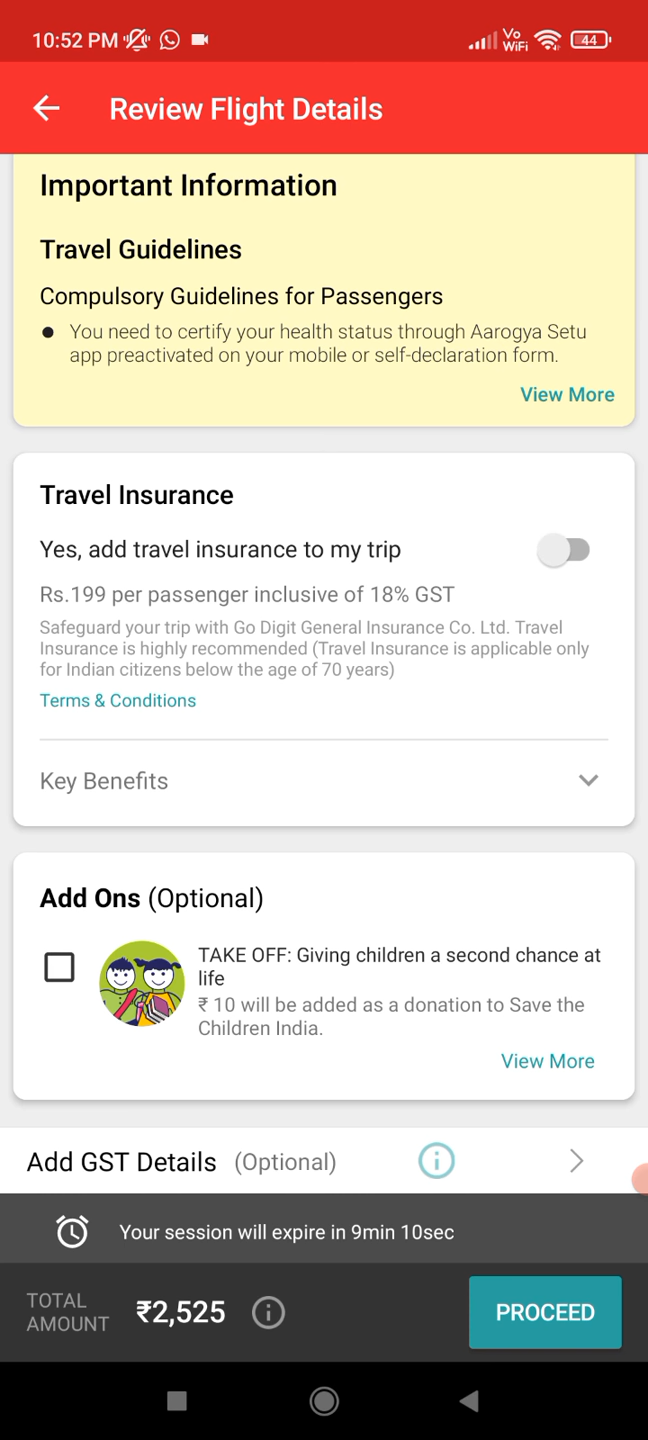 10:52 PM
Vo
WiFi
44
Review Flight Details
Important Information
Travel Guidelines
Compulsory Guidelines for Passengers
You need to certify your health status through Aarogya Setu
app preactivated on your mobile or self-declaration form.
View More
Travel Insurance
Yes, add travel insurance to my trip
Rs.199 per passenger inclusive of 18% GST
Safeguard your trip with Go Digit General Insurance Co. Ltd. Travel
Insurance is highly recommended (Travel Insurance is applicable only
for Indian citizens below the age of 70 years)
Terms & Conditions
Key Benefits
Add Ons (Optional)
TAKE OFF: Giving children a second chance at
life
₹ 10 will be added as a donation to Save the
Children India.
View More
Add GST Details (Optional)
Your session will expire in 9min 10sec
TOTAL
AMOUNT
₹2,525
PROCEED